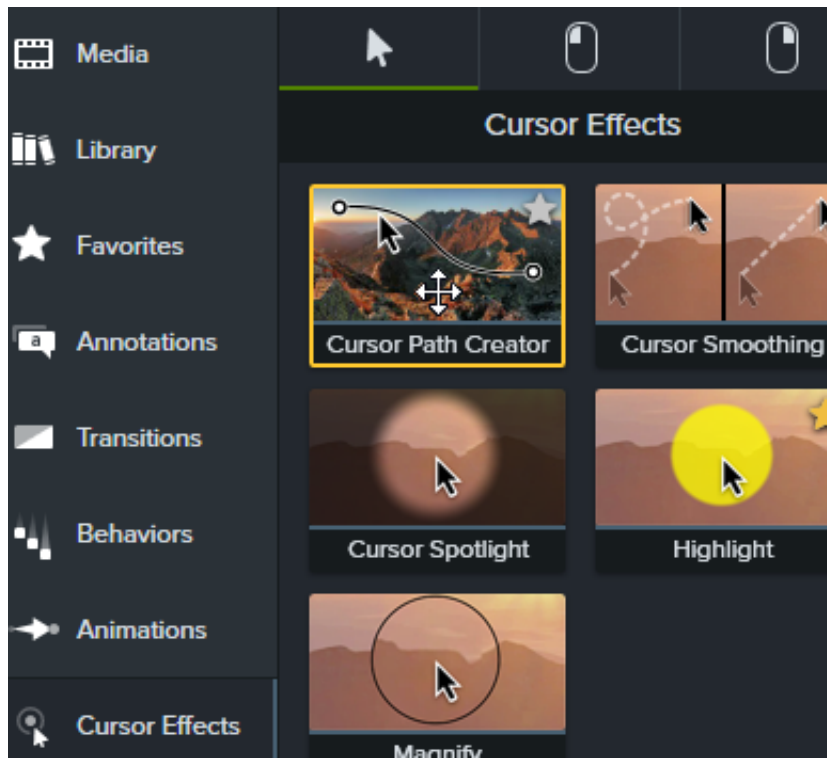 Media
Library
Favorites
a
Annotations
Transitions
Behaviors
Animations
Cursor Effects
Cursor Effects
Cursor Path Creator
Cursor Smoothing
Cursor Spotlight
Highlight
Magnify